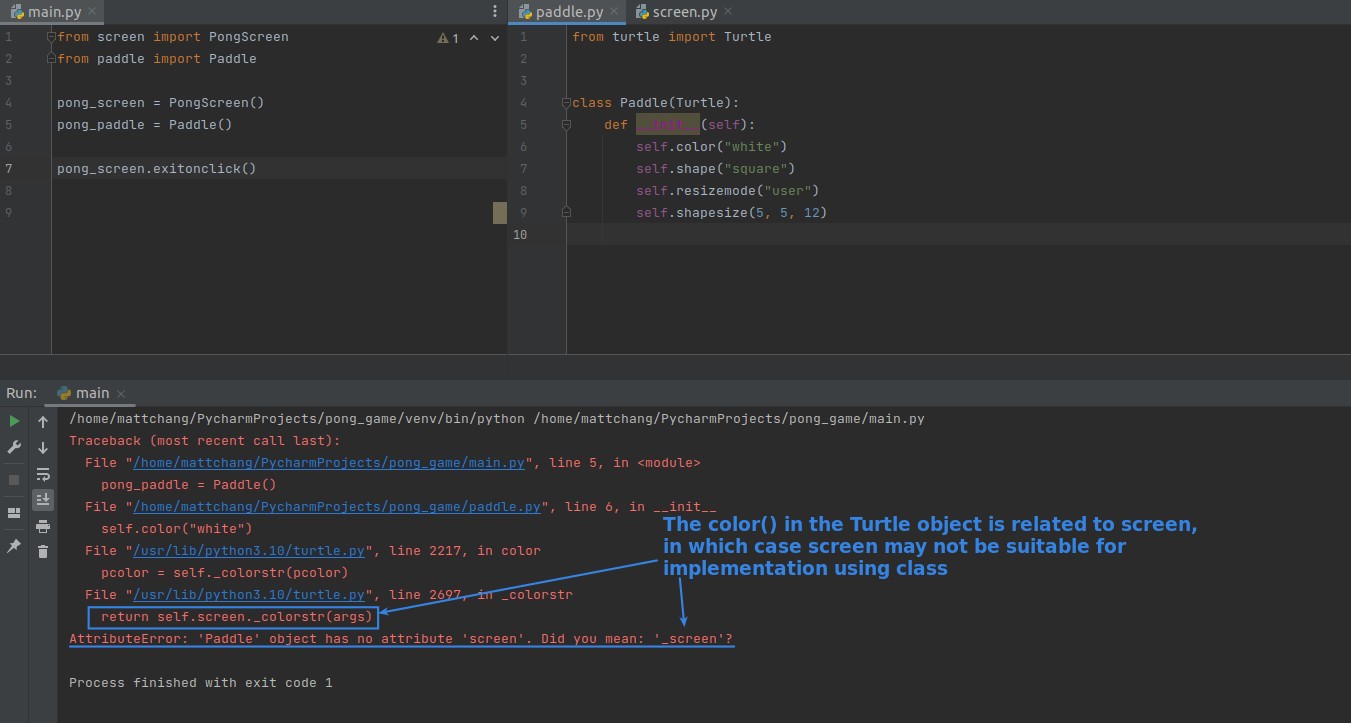 main.py
paddle.py
screen.py
1 from screen import PongScreen
1
2 from paddle import Paddle
3
4 pong_screen = PongScreen()
5 pong_paddle = Paddle()
6
7 pong_screen.exitonclick()
8
9
1 from turtle import Turtle
2
3
4 class Paddle(Turtle):
5 def __init__(self):
6 self.color("white")
7 self.shape("square")
8 self.resizemode("user")
9 self.shapesize(5, 5, 12)
10
Run: main
/home/mattchang/PycharmProjects/pong_game/venv/bin/python /home/mattchang/PycharmProjects/pong_game/main.py
Traceback (most recent call last):
File "/home/mattchang/PycharmProjects/pong_game/main.py", line 5, in <module>
pong_paddle = Paddle()
File "/home/mattchang/PycharmProjects/pong_game/paddle.py", line 6, in __init__
self.color("white")
File "/usr/lib/python3.10/turtle.py", line 2217, in color
pcolor = self._colorstr(pcolor)
File "/usr/lib/python3.10/turtle.py", line 2697, in _colorstr
return self.screen._colorstr(args)
AttributeError: 'Paddle' object has no attribute 'screen'. Did you mean: '_screen'?
The color() in the Turtle object is related to screen,
in which case screen may not be suitable for
implementation using class
Process finished with exit code 1